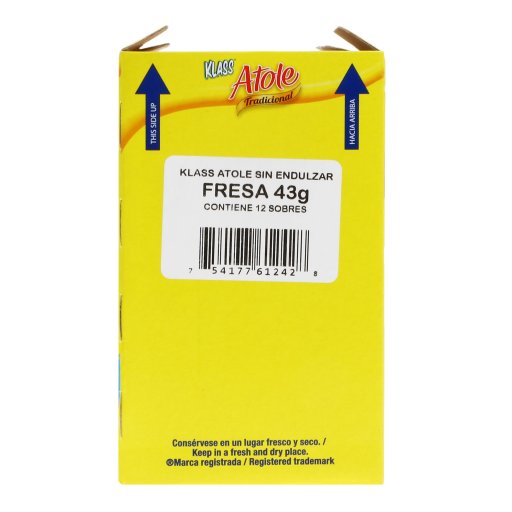 KLASS Atole
Tradicional
THIS SIDE UP
HACIA ARRIBA
KLASS ATOLE SIN ENDULZAR
FRESA 43g
CONTIENE 12 SOBRES
7 54177 61242 8
Consérvese en un lugar fresco y seco. /
Keep in a fresh and dry place.
®Marca registrada / Registered trademark